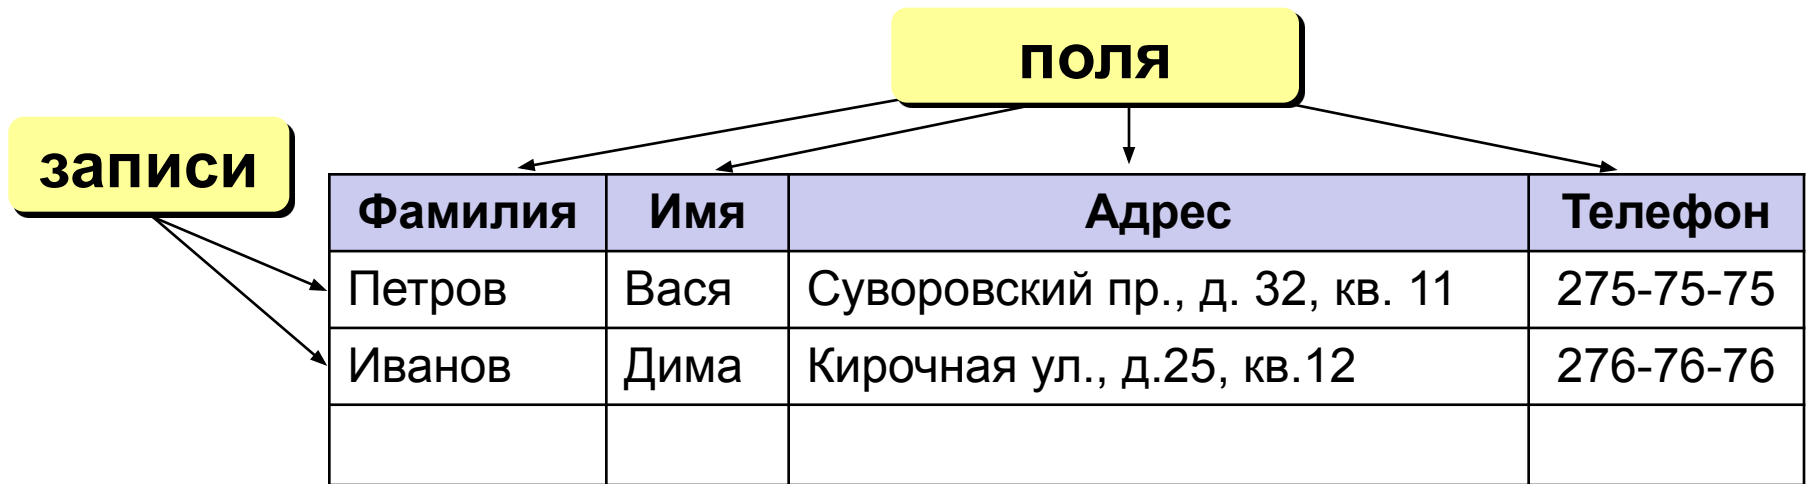 поля
записи
Фамилия Имя Адрес Телефон
Петров Вася Суворовский пр., д. 32, кв. 11 275-75-75
Иванов Дима Кирочная ул., д.25, кв.12 276-76-76